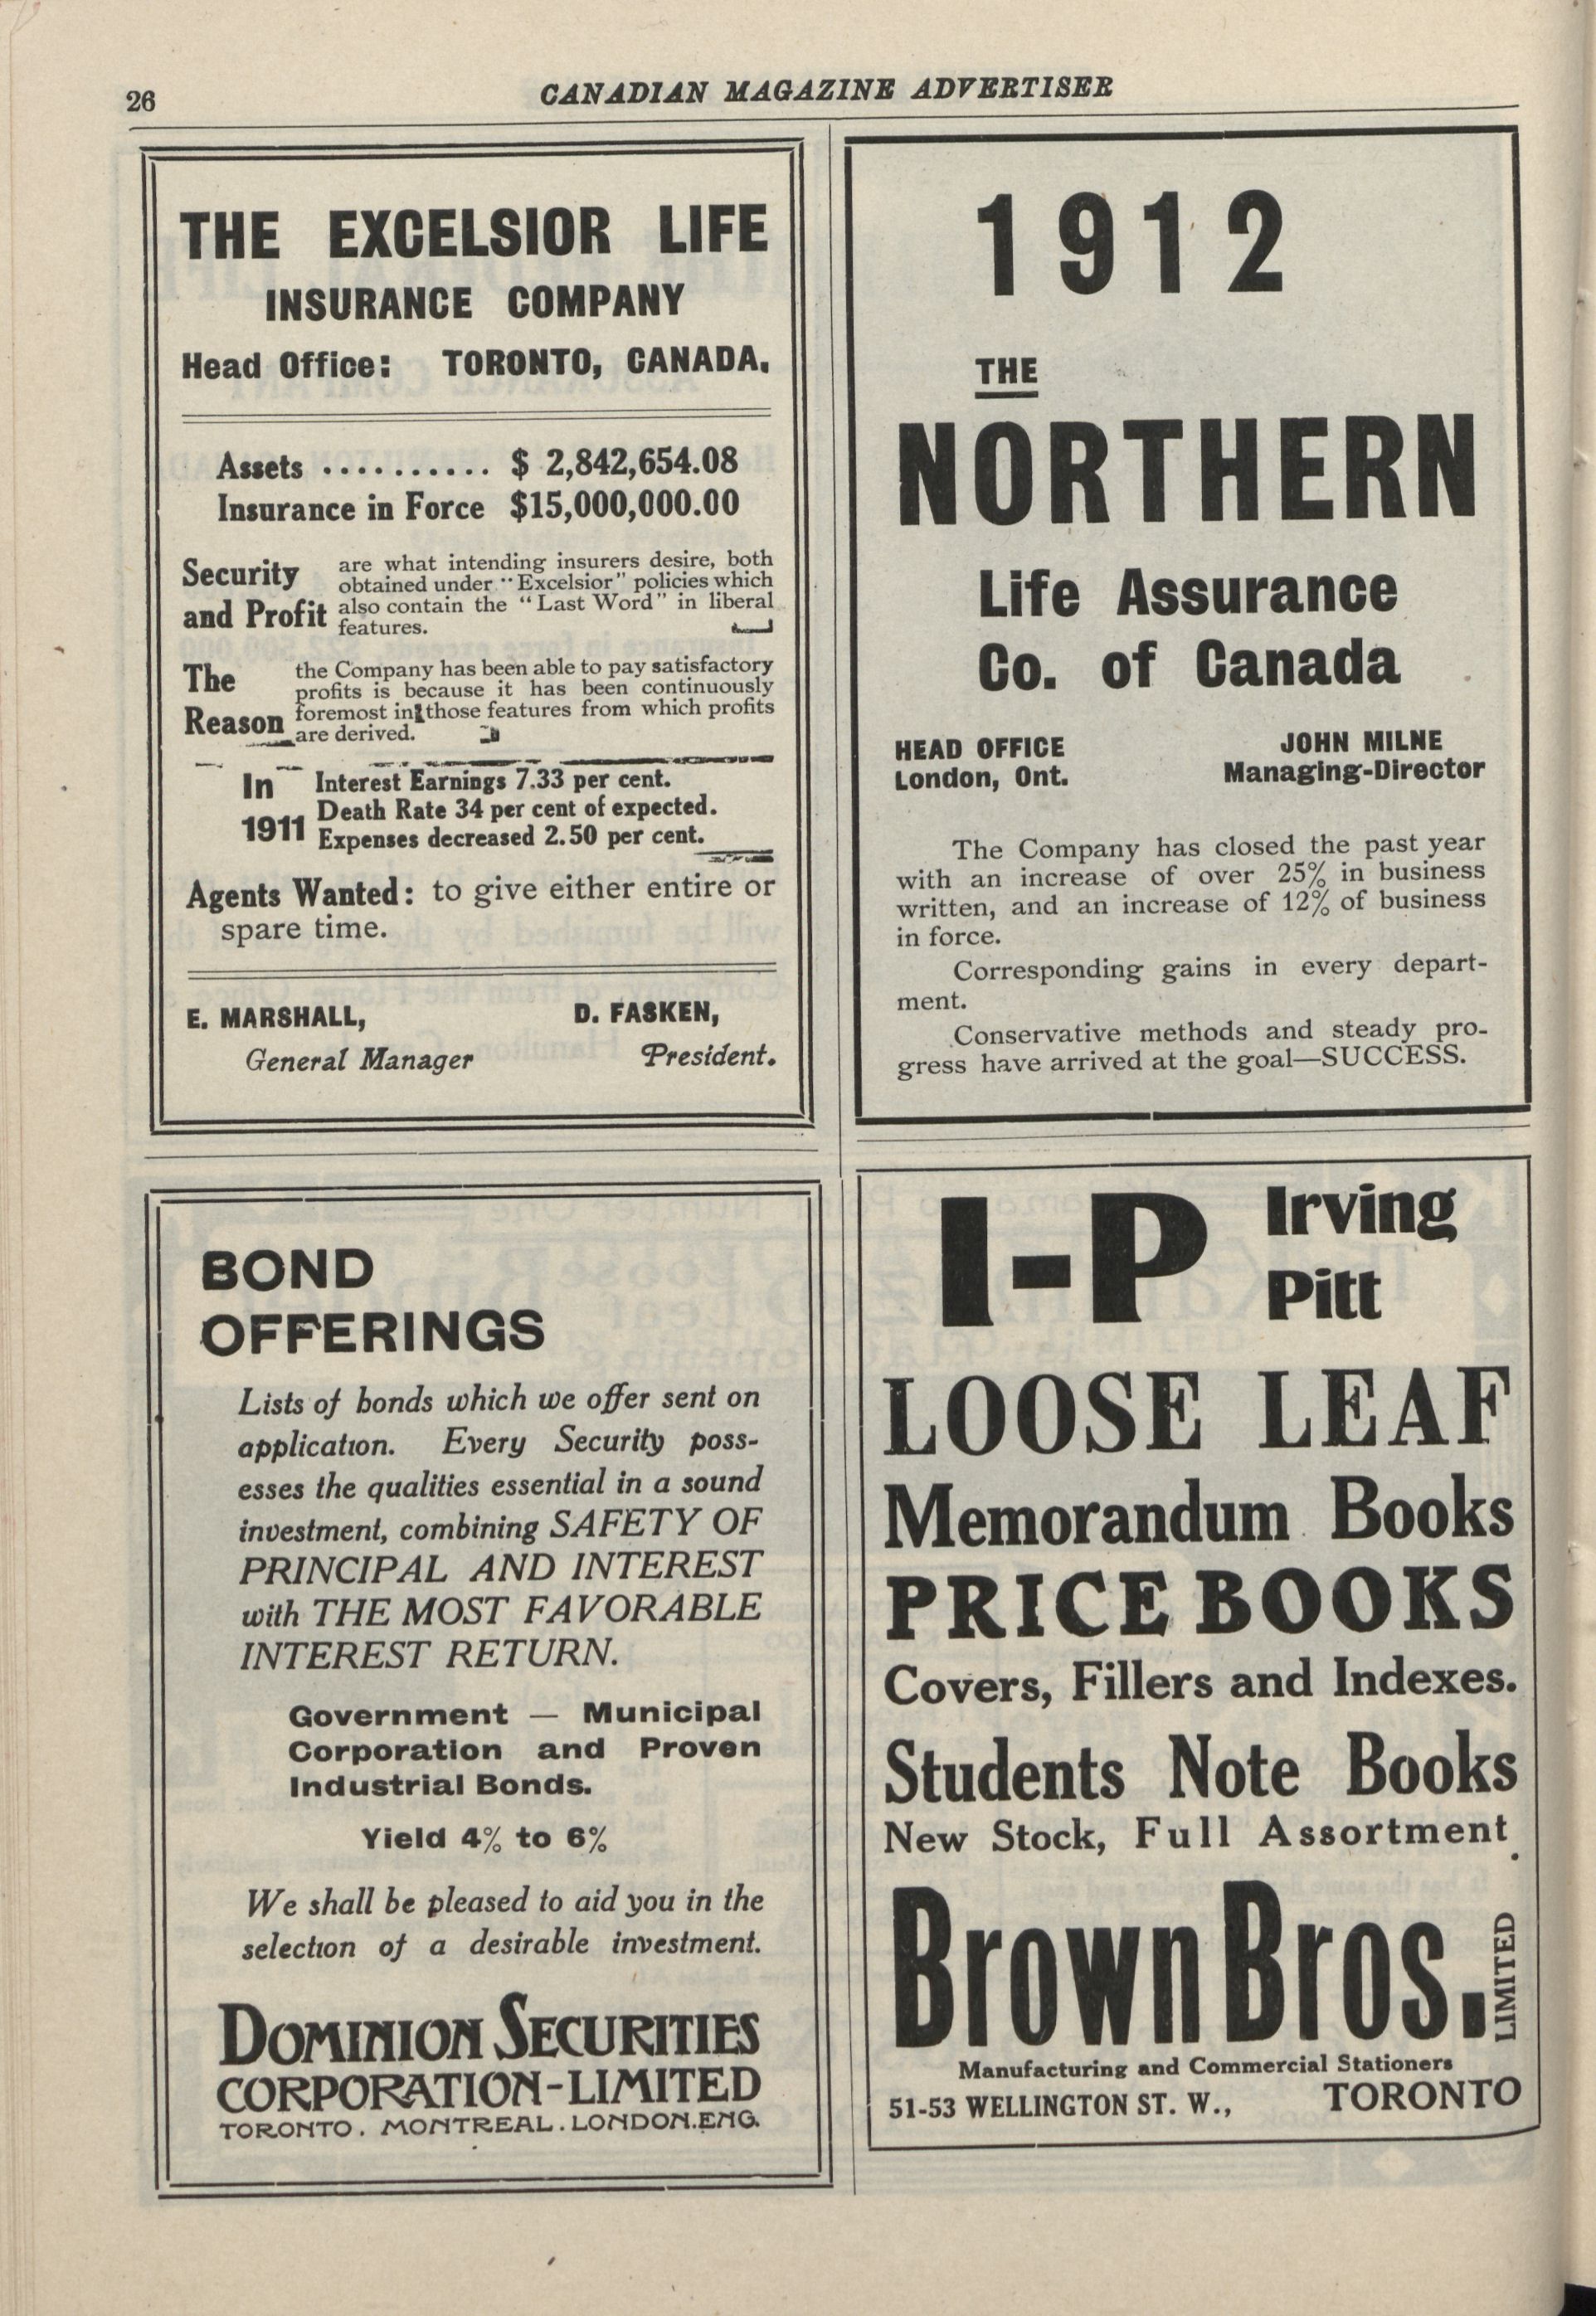 26
CANADIAN MAGAZINE ADVERTISER
THE EXCELSIOR LIFE
INSURANCE COMPANY
Head Office: TORONTO, CANADA.
Assets .......... $ 2,842,654.08
Insurance in Force $15,000,000.00
Security
and Profit
are what intending insurers desire, both
obtained under "Excelsior" policies which
also contain the "Last Word" in liberal
features.
The
Reason
the Company has been able to pay satisfactory
profits is because it has been continuously
foremost in those features from which profits
are derived.
In
1911
Interest Earnings 7.33 per cent.
Death Rate 34 per cent of expected.
Expenses decreased 2.50 per cent.
Agents Wanted: to give either entire or
spare time.
E. MARSHALL,
General Manager
D. FASKEN,
President.
1912
THE
NORTHERN
Life Assurance
Co. of Canada
HEAD OFFICE
London, Ont.
JOHN MILNE
Managing-Director
The Company has closed the past year
with an increase of over 25% in business
written, and an increase of 12% of business
in force.
Corresponding gains in every depart-
ment.
Conservative methods and steady pro-
gress have arrived at the goal—SUCCESS.
BOND
OFFERINGS
Lists of bonds which we offer sent on
application. Every Security poss-
esses the qualities essential in a sound
investment, combining SAFETY OF
PRINCIPAL AND INTEREST
with THE MOST FAVORABLE
INTEREST RETURN.
Government — Municipal
Corporation and Proven
Industrial Bonds.
Yield 4% to 6%
We shall be pleased to aid you in the
selection of a desirable investment.
DOMINION SECURITIES
CORPORATION-LIMITED
TORONTO. MONTREAL. LONDON.ENG.
I-P
Irving
Pitt
LOOSE LEAF
Memorandum Books
PRICE BOOKS
Covers, Fillers and Indexes.
Students Note Books
New Stock, Full Assortment.
Brown Bros.
LIMITED
Manufacturing and Commercial Stationers
51-53 WELLINGTON ST. W., TORONTO